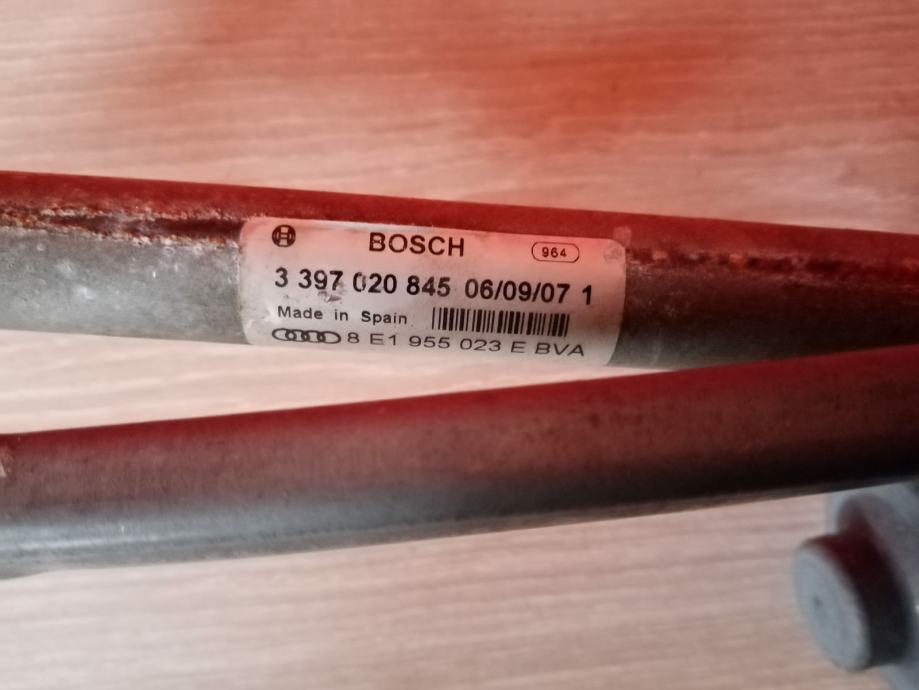 BOSCH 964
3 397 020 845 06/09/07 1
Made in Spain
8 E1 955 023 E BVA